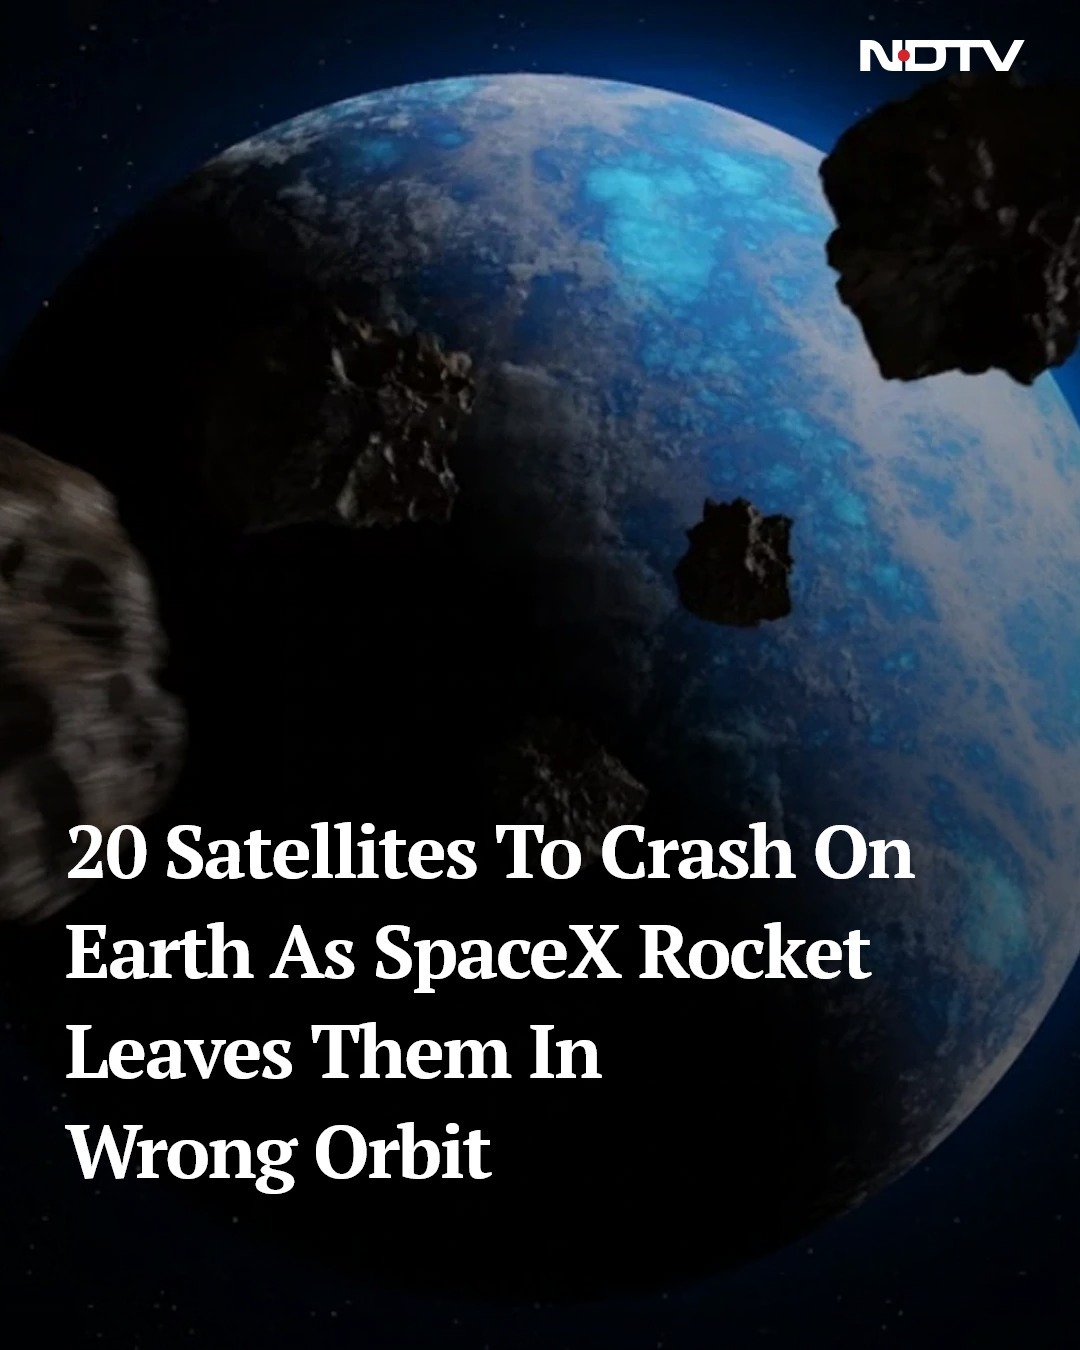 NDTV
20 Satellites To Crash On
Earth As SpaceX Rocket
Leaves Them In
Wrong Orbit